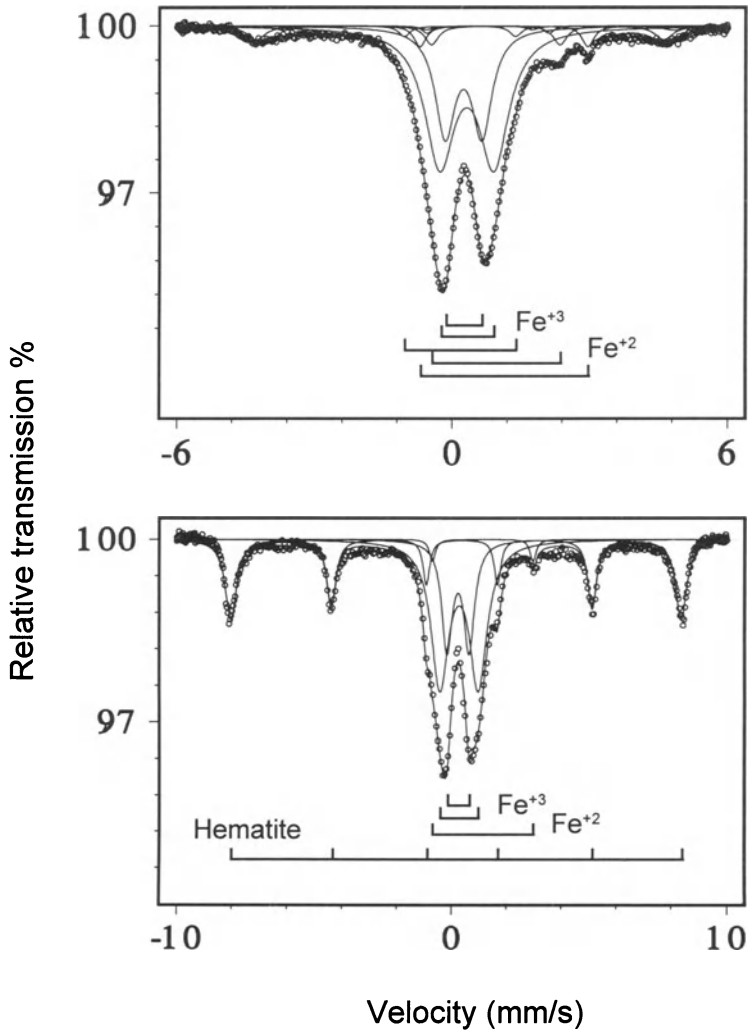 100
97
Fe+3
Fe+2
-6 0 6
Relative transmission %
100
97
Fe+3
Fe+2
Hematite
-10 0 10
Velocity (mm/s)